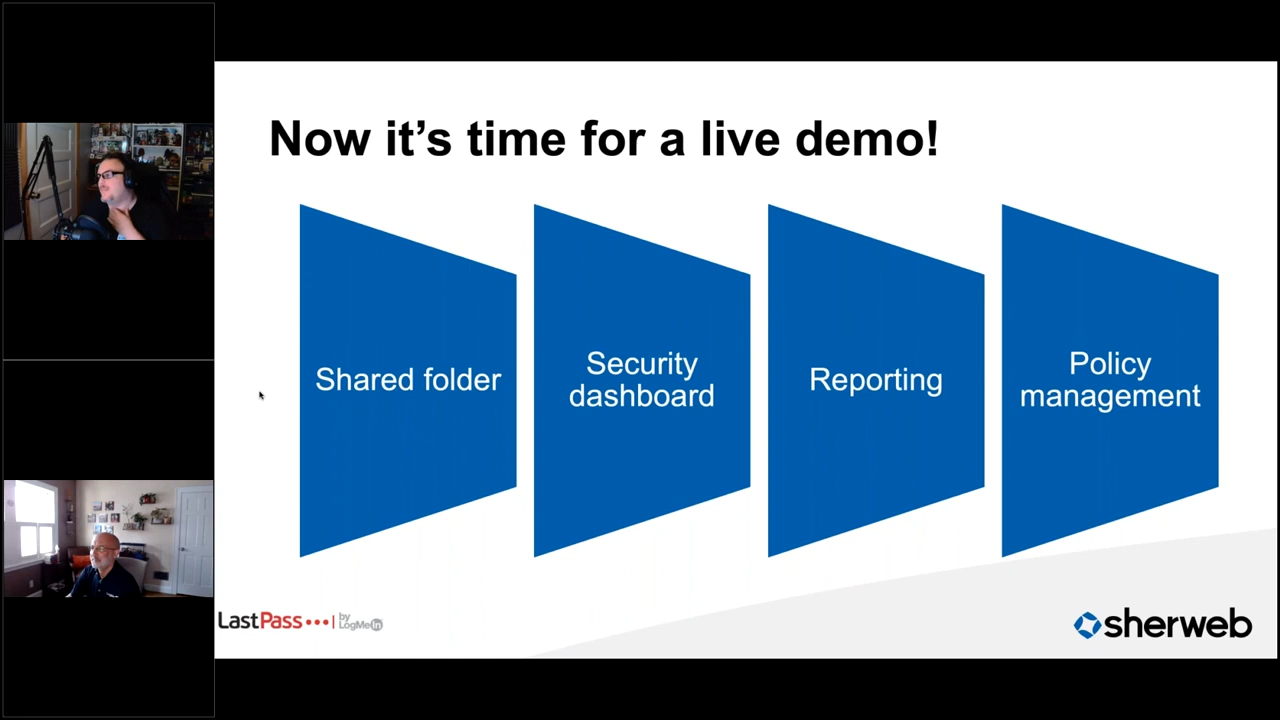 Now it's time for a live demo!
Shared folder
Security
dashboard
Reporting
Policy
management
LastPass •••| by
LogMeIn
sherweb